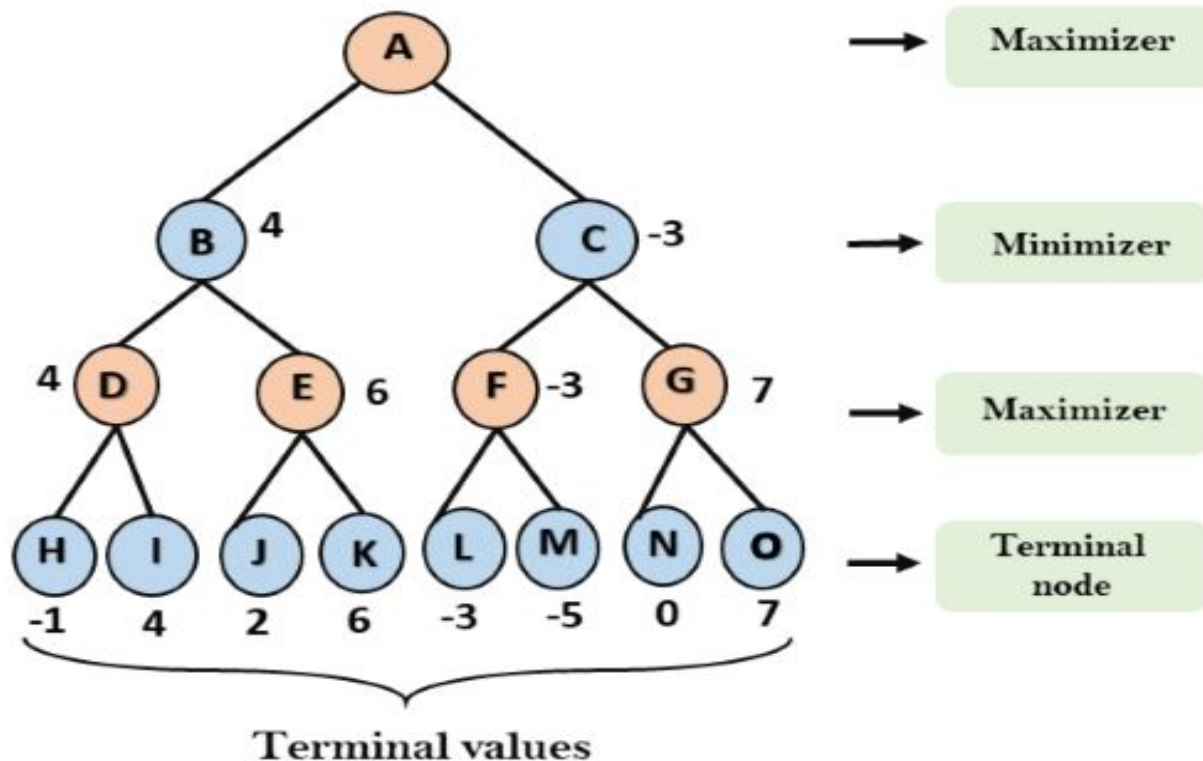 A
Maximizer
B 4 C -3
Minimizer
4 D E 6 F -3 G 7
Maximizer
H I J K L M N O
Terminal
node
-1 4 2 6 -3 -5 0 7
Terminal values